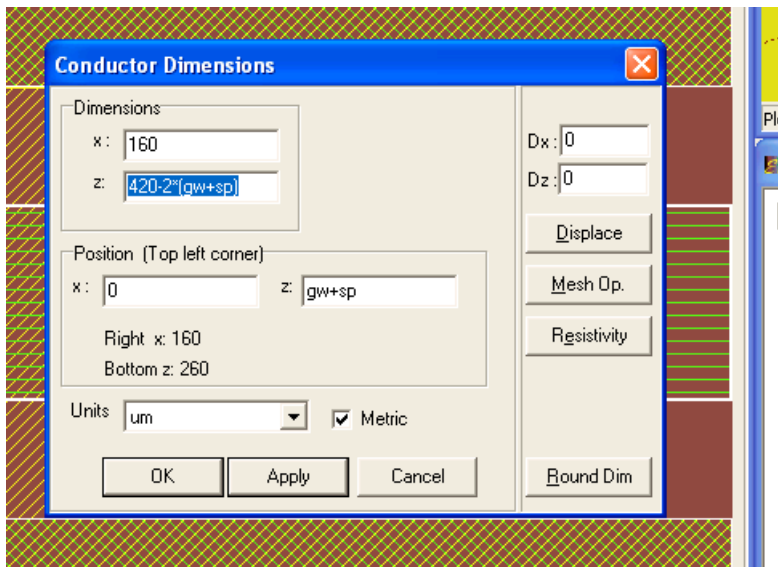 Conductor Dimensions
Dimensions
x : 160
z: 420-2*(gw+sp)
Dx : 0
Dz : 0
Displace
Position (Top left corner)
x : 0 z: gw+sp
Mesh Op.
Right x: 160
Resistivity
Bottom z: 260
Units um Metric
OK Apply Cancel Round Dim